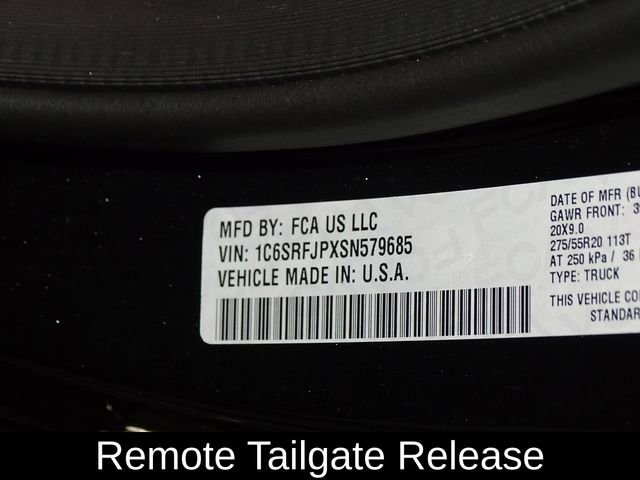 MFD BY: FCA US LLC
VIN: 1C6SRFJPXSN579685
VEHICLE MADE IN: U.S.A.
DATE OF MFR
GAWR FRONT:
20X9.0
275/55R20 113T
AT 250 kPa / 36
TYPE: TRUCK
THIS VEHICLE
STANDAR
Remote Tailgate Release